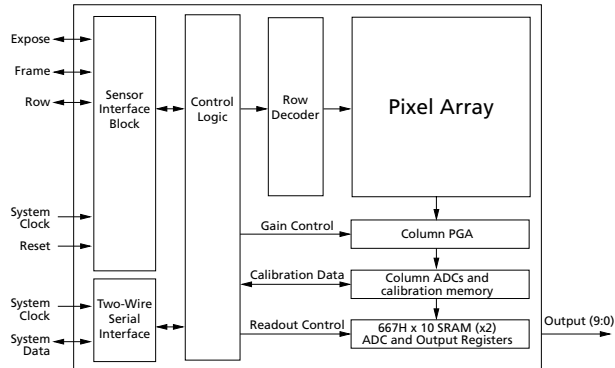 Expose
Frame
Row
System
Clock
Reset
System
Clock
System
Data
Sensor
Interface
Block
Two-Wire
Serial
Interface
Control
Logic
Row
Decoder
Pixel Array
Gain Control
Column PGA
Calibration Data
Column ADCs and
calibration memory
Readout Control
667H x 10 SRAM (x2)
ADC and Output Registers
Output (9:0)